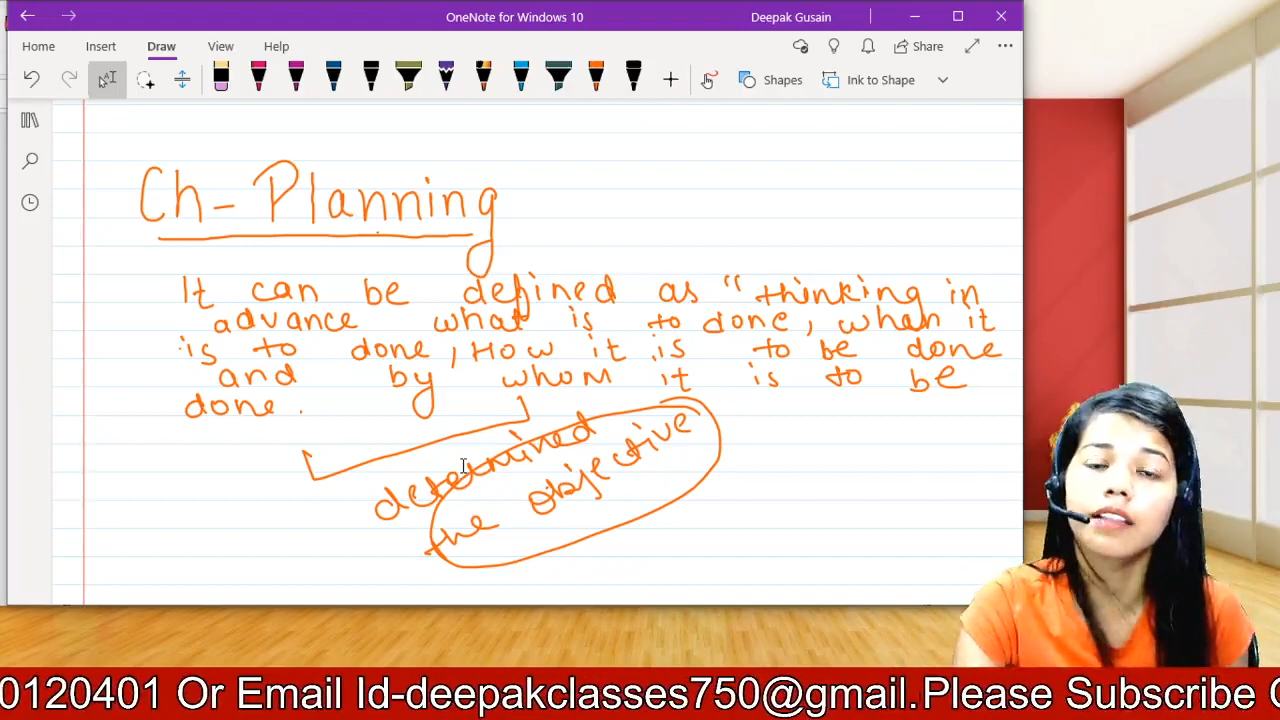 OneNote for Windows 10
Deepak Gusain
Home Insert Draw View Help
Share
Shapes
Ink to Shape
Ch- Planning
It can be defined as "thinking in
advance what is to done, when it
is to done, How it is to be done
and by whom it is to be
done.
determined
the objective
0120401 Or Email Id-deepakclasses750@gmail.Please Subscribe